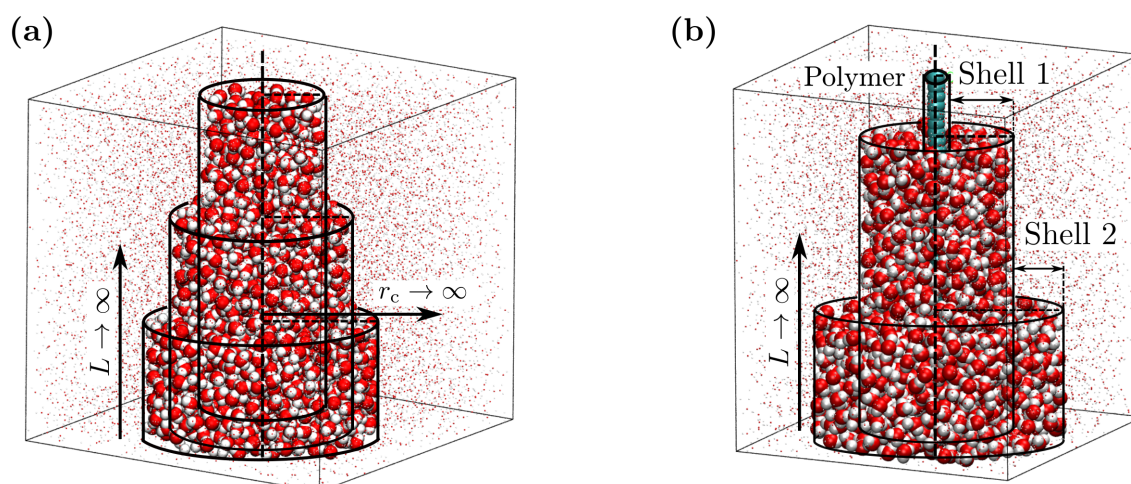 (a)
L → ∞
r_c → ∞
(b)
Polymer
Shell 1
Shell 2
L → ∞